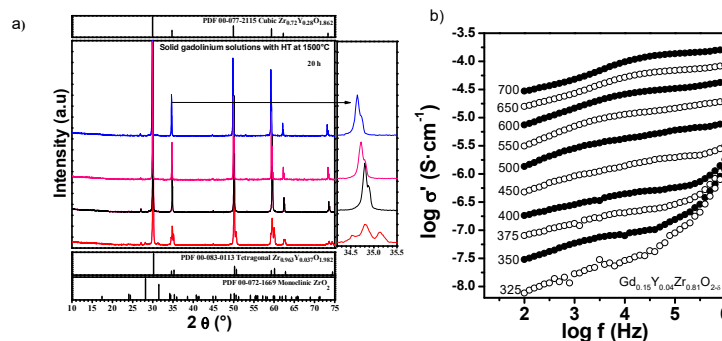 a)
PDF 00-077-2115 Cubic Zr0.72Y0.28O1.862
Solid gadolinium solutions with HT at 1500°C
20 h
Intensity (a.u)
34.5 35.0 35.5
PDF 00-083-0113 Tetragonal Zr0.963Y0.037O1.982
PDF 00-072-1669 Monoclinic ZrO2
10 15 20 25 30 35 40 45 50 55 60 65 70 75
2 θ (°)
b)
log σ' (S·cm-1)
-3.5
-4.0
-4.5
-5.0
-5.5
-6.0
-6.5
-7.0
-7.5
-8.0
700
650
600
550
500
450
400
375
350
325
Gd0.15Y0.04Zr0.81O2-δ
1 2 3 4 5 6
log f (Hz)